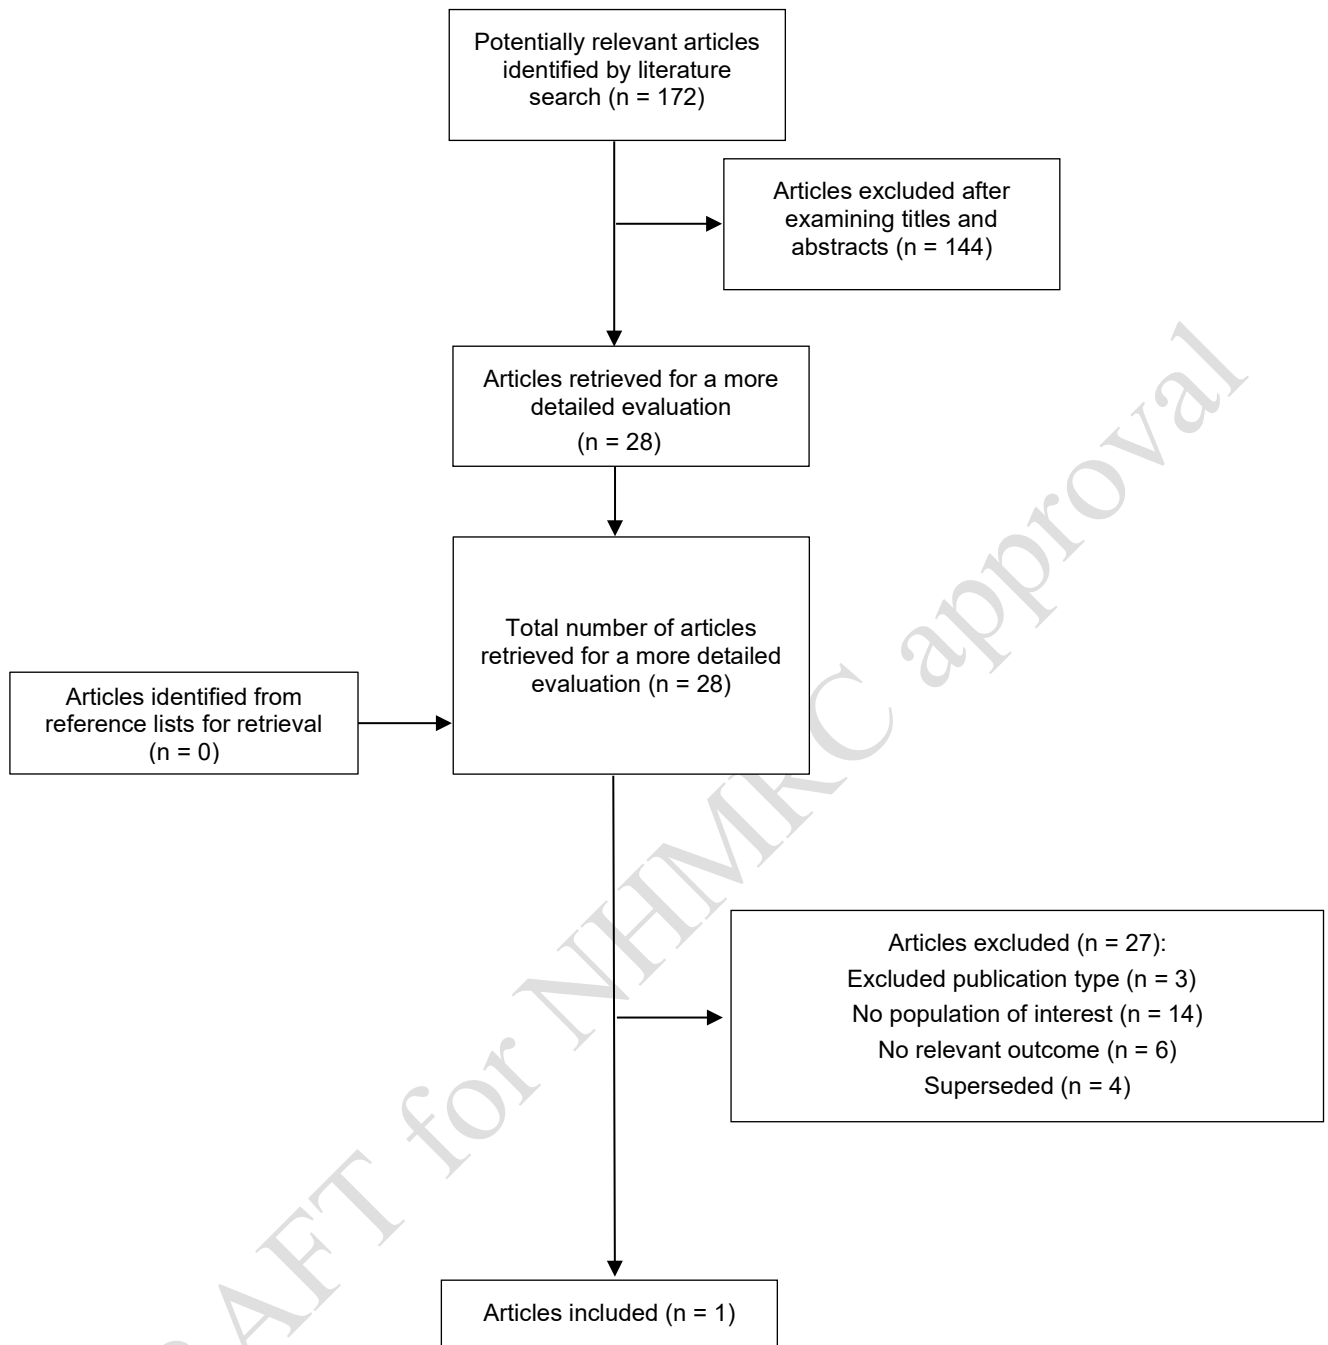 Potentially relevant articles
identified by literature
search (n = 172)
Articles excluded after
examining titles and
abstracts (n = 144)
Articles retrieved for a more
detailed evaluation
(n = 28)
Total number of articles
retrieved for a more detailed
evaluation (n = 28)
Articles identified from
reference lists for retrieval
(n = 0)
Articles excluded (n = 27):
Excluded publication type (n = 3)
No population of interest (n = 14)
No relevant outcome (n = 6)
Superseded (n = 4)
Articles included (n = 1)
for NHMRC approval